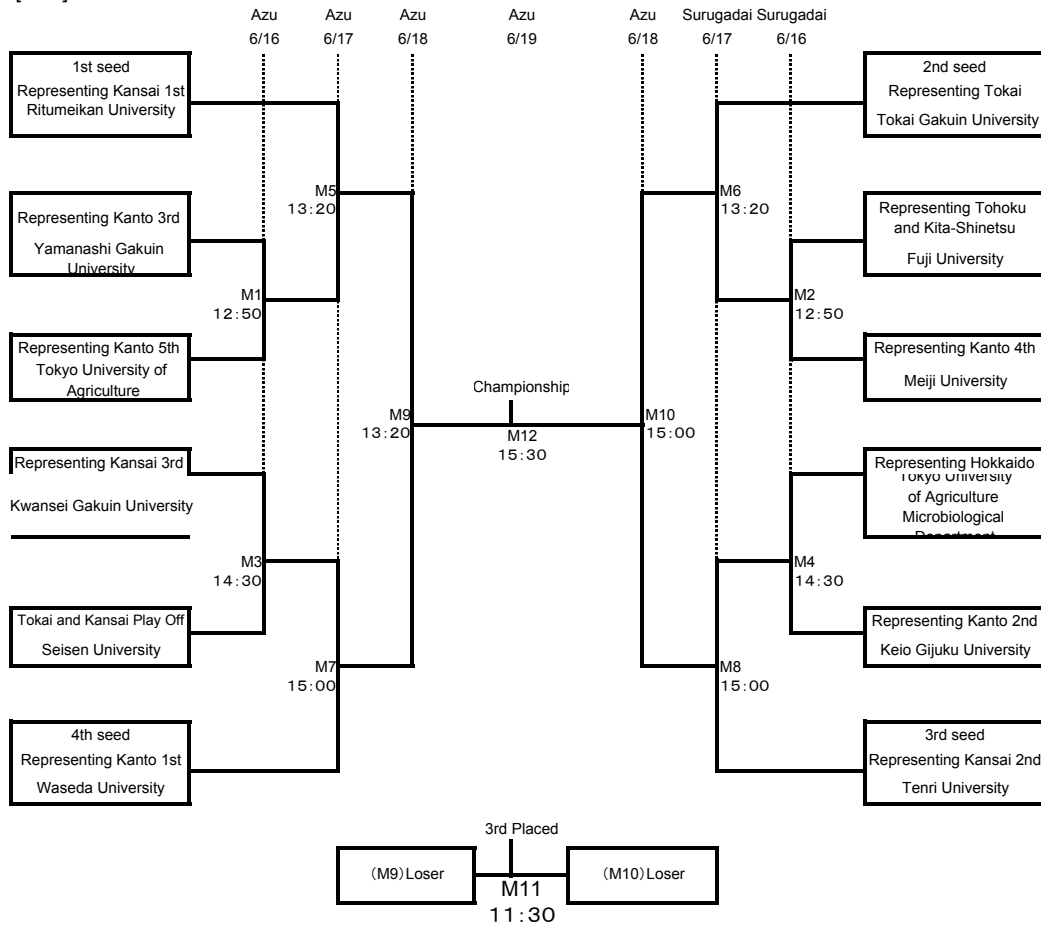 Azu Azu Azu Azu Azu Surugadai Surugadai
6/16 6/17 6/18 6/19 6/18 6/17 6/16
1st seed
Representing Kansai 1st
Ritumeikan University
2nd seed
Representing Tokai
Tokai Gakuin University
M5
13:20
M6
13:20
Representing Kanto 3rd
Yamanashi Gakuin
University
Representing Tohoku
and Kita-Shinetsu
Fuji University
M1
12:50
M2
12:50
Representing Kanto 5th
Tokyo University of
Agriculture
Representing Kanto 4th
Meiji University
Championship
M9
13:20
M12
15:30
M10
15:00
Representing Kansai 3rd
Kwansei Gakuin University
Representing Hokkaido
Tokyo University
of Agriculture
Microbiological
Department
M3
14:30
M4
14:30
Tokai and Kansai Play Off
Seisen University
Representing Kanto 2nd
Keio Gijuku University
M7
15:00
M8
15:00
4th seed
Representing Kanto 1st
Waseda University
3rd seed
Representing Kansai 2nd
Tenri University
3rd Placed
(M9)Loser
(M10)Loser
M11
11:30